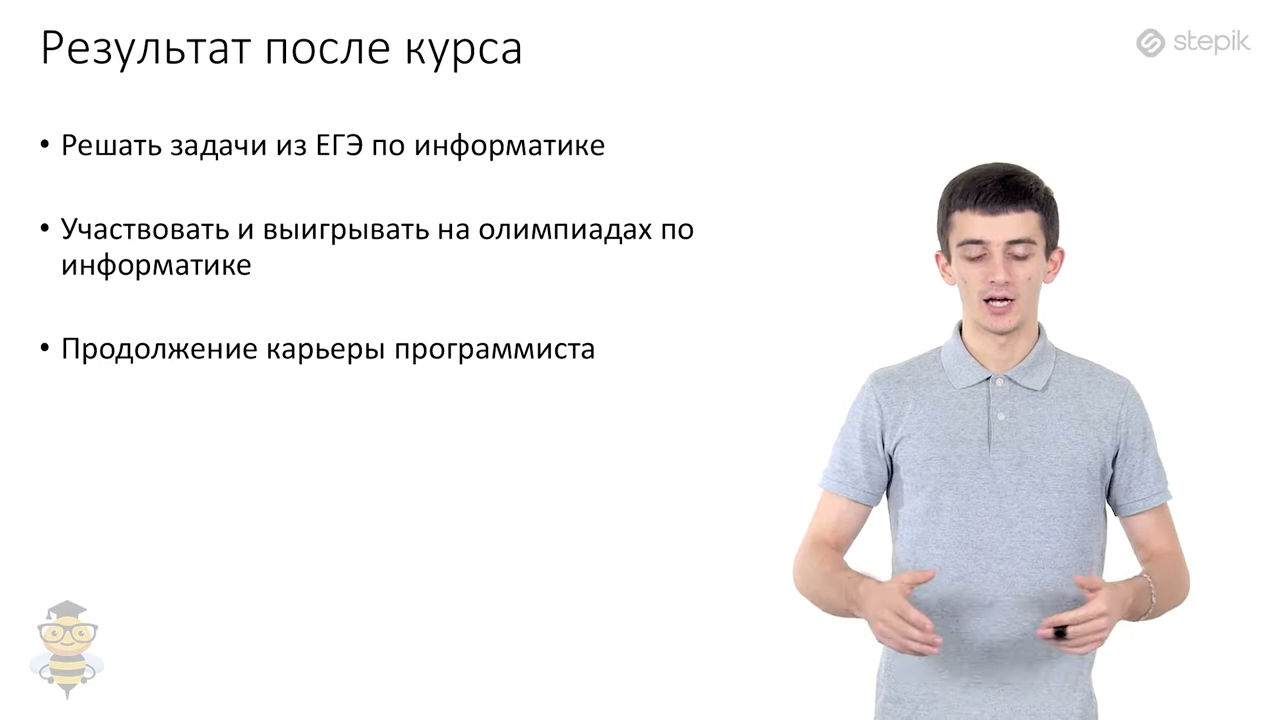 Результат после курса
stepik
• Решать задачи из ЕГЭ по информатике
• Участвовать и выигрывать на олимпиадах по
информатике
• Продолжение карьеры программиста